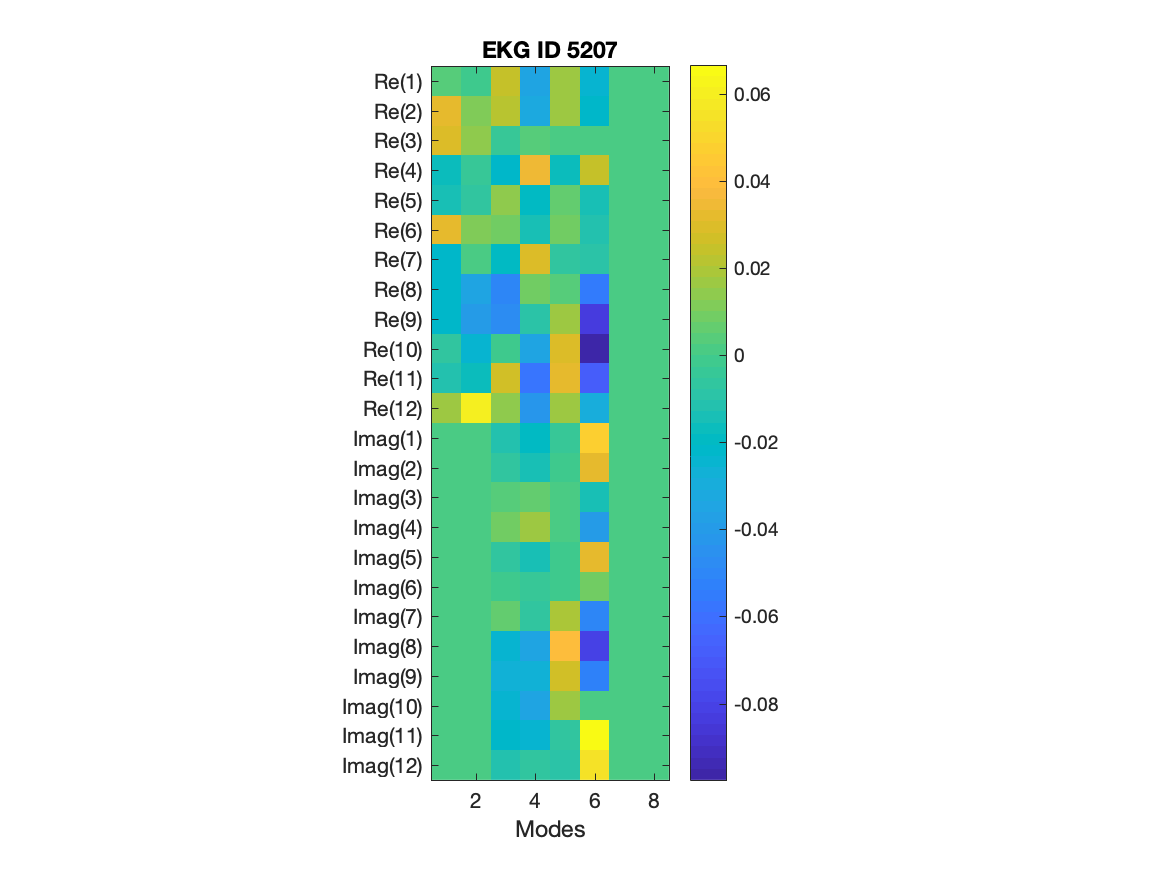 EKG ID 5207
Re(1)
Re(2)
Re(3)
Re(4)
Re(5)
Re(6)
Re(7)
Re(8)
Re(9)
Re(10)
Re(11)
Re(12)
Imag(1)
Imag(2)
Imag(3)
Imag(4)
Imag(5)
Imag(6)
Imag(7)
Imag(8)
Imag(9)
Imag(10)
Imag(11)
Imag(12)
2 4 6 8
Modes
0.06
0.04
0.02
0
-0.02
-0.04
-0.06
-0.08